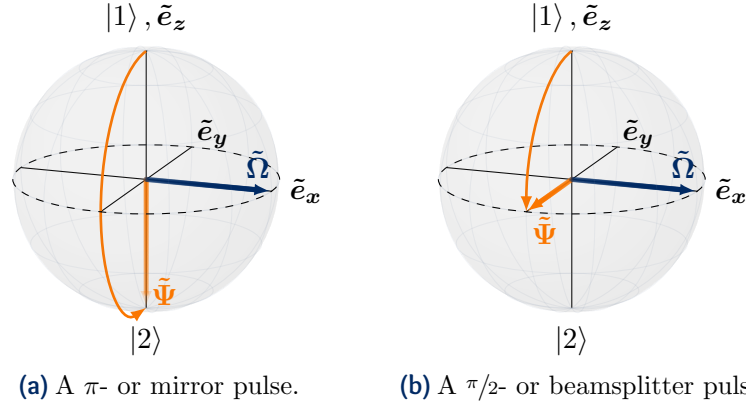 |1⟩ , ẽ_z
|1⟩ , ẽ_z
ẽ_y
ẽ_y
Ω̃
Ω̃
ẽ_x
ẽ_x
Ψ̃
Ψ̃
|2⟩
|2⟩
(a) A π- or mirror pulse.
(b) A π/2- or beamsplitter puls